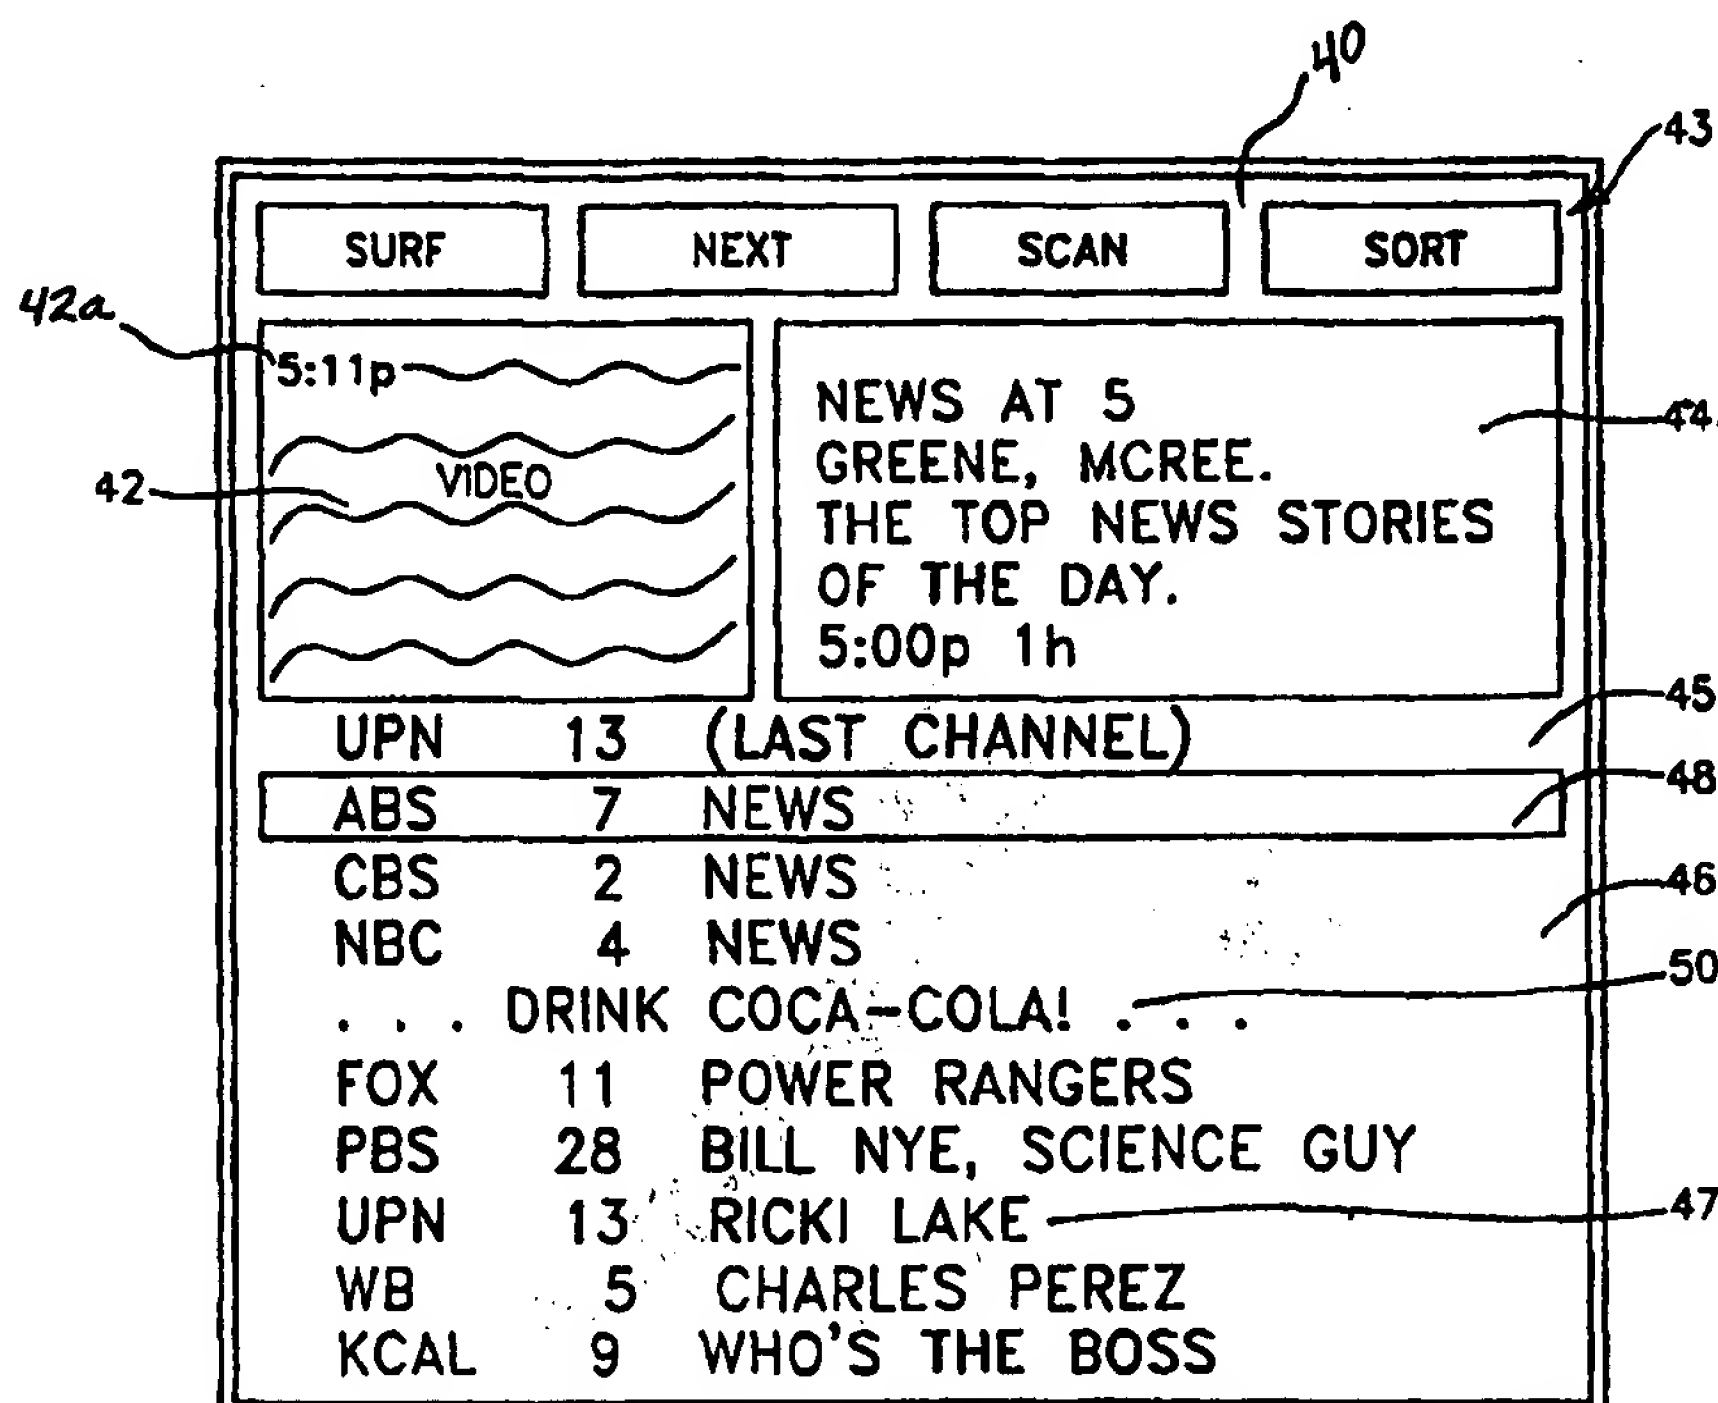 40
43
SURF NEXT SCAN SORT
42a
5:11p
NEWS AT 5
44
GREENE, MCREE.
42 VIDEO
THE TOP NEWS STORIES
OF THE DAY.
5:00p 1h
45
UPN 13 (LAST CHANNEL)
48
ABS 7 NEWS
CBS 2 NEWS
46
NBC 4 NEWS
50
. . . DRINK COCA-COLA! . . .
FOX 11 POWER RANGERS
PBS 28 BILL NYE, SCIENCE GUY
UPN 13 RICKI LAKE
47
WB 5 CHARLES PEREZ
KCAL 9 WHO'S THE BOSS